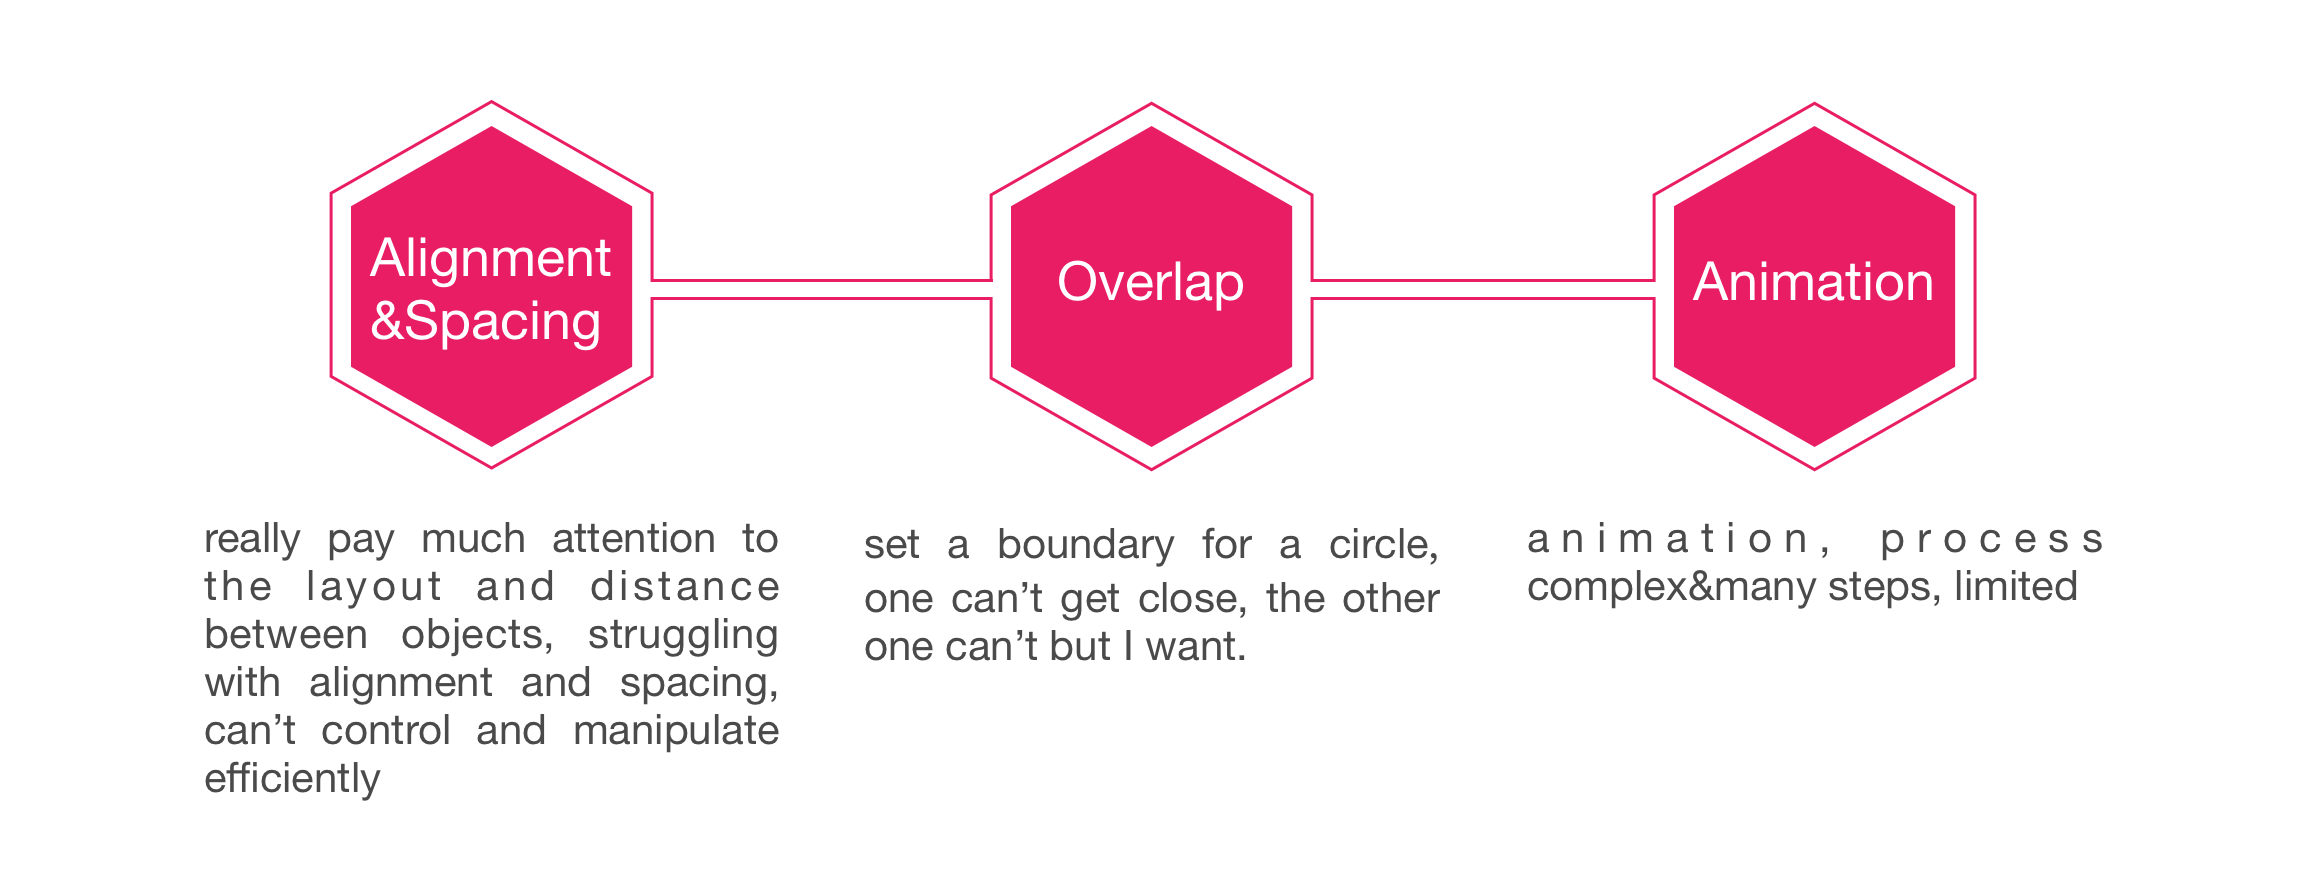 Alignment
&Spacing
Overlap
Animation
really pay much attention to
the layout and distance
between objects, struggling
with alignment and spacing,
can’t control and manipulate
efficiently
set a boundary for a circle,
one can’t get close, the other
one can’t but I want.
animation, process
complex&many steps, limited